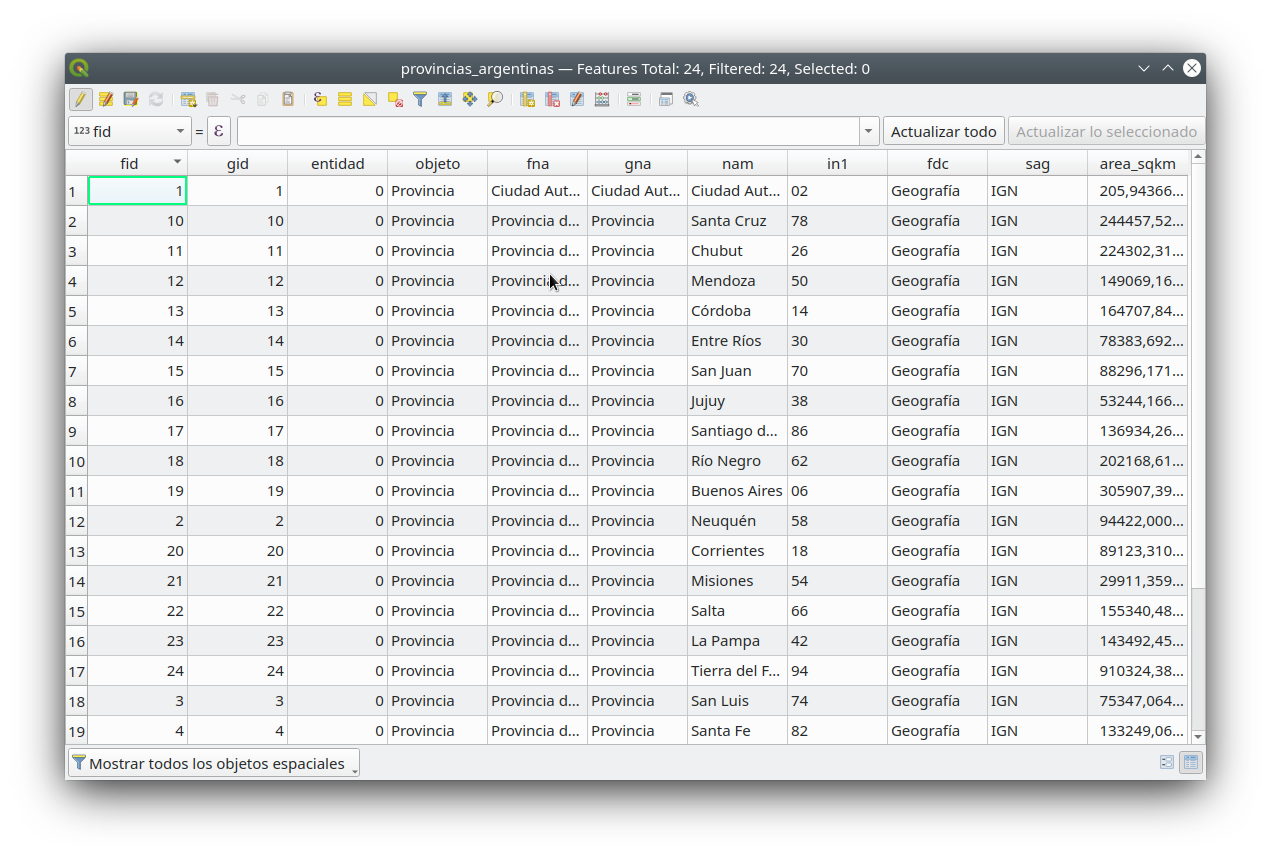 provincias_argentinas — Features Total: 24, Filtered: 24, Selected: 0
123 fid = ε Actualizar todo Actualizar lo seleccionado
fid gid entidad objeto fna gna nam in1 fdc sag area_sqkm
1 1 1 0 Provincia Ciudad Aut... Ciudad Aut... Ciudad Aut... 02 Geografía IGN 205,94366...
2 10 10 0 Provincia Provincia d... Provincia Santa Cruz 78 Geografía IGN 244457,52...
3 11 11 0 Provincia Provincia d... Provincia Chubut 26 Geografía IGN 224302,31...
4 12 12 0 Provincia Provincia d... Provincia Mendoza 50 Geografía IGN 149069,16...
5 13 13 0 Provincia Provincia d... Provincia Córdoba 14 Geografía IGN 164707,84...
6 14 14 0 Provincia Provincia d... Provincia Entre Ríos 30 Geografía IGN 78383,692...
7 15 15 0 Provincia Provincia d... Provincia San Juan 70 Geografía IGN 88296,171...
8 16 16 0 Provincia Provincia d... Provincia Jujuy 38 Geografía IGN 53244,166...
9 17 17 0 Provincia Provincia d... Provincia Santiago d... 86 Geografía IGN 136934,26...
10 18 18 0 Provincia Provincia d... Provincia Río Negro 62 Geografía IGN 202168,61...
11 19 19 0 Provincia Provincia d... Provincia Buenos Aires 06 Geografía IGN 305907,39...
12 2 2 0 Provincia Provincia d... Provincia Neuquén 58 Geografía IGN 94422,000...
13 20 20 0 Provincia Provincia d... Provincia Corrientes 18 Geografía IGN 89123,310...
14 21 21 0 Provincia Provincia d... Provincia Misiones 54 Geografía IGN 29911,359...
15 22 22 0 Provincia Provincia d... Provincia Salta 66 Geografía IGN 155340,48...
16 23 23 0 Provincia Provincia d... Provincia La Pampa 42 Geografía IGN 143492,45...
17 24 24 0 Provincia Provincia d... Provincia Tierra del F... 94 Geografía IGN 910324,38...
18 3 3 0 Provincia Provincia d... Provincia San Luis 74 Geografía IGN 75347,064...
19 4 4 0 Provincia Provincia d... Provincia Santa Fe 82 Geografía IGN 133249,06...
Mostrar todos los objetos espaciales